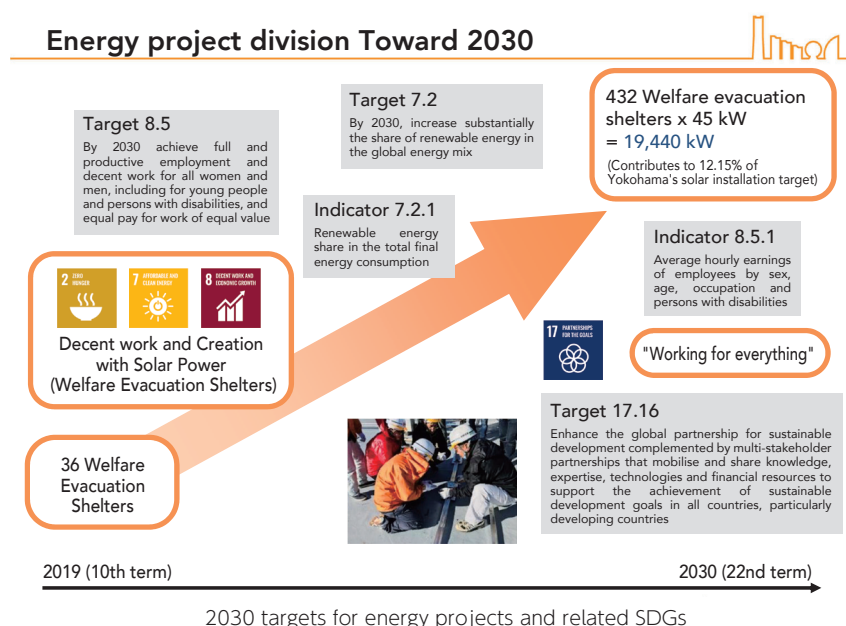 Energy project division Toward 2030
Target 8.5
By 2030 achieve full and
productive employment and
decent work for all women and
men, including for young people
and persons with disabilities, and
equal pay for work of equal value
Target 7.2
By 2030, increase substantially
the share of renewable energy in
the global energy mix
432 Welfare evacuation
shelters x 45 kW
= 19,440 kW
(Contributes to 12.15% of
Yokohama's solar installation target)
Indicator 7.2.1
Renewable energy
share in the total final
energy consumption
Indicator 8.5.1
Average hourly earnings
of employees by sex,
age, occupation and
persons with disabilities
2 ZERO
HUNGER
7 AFFORDABLE AND
CLEAN ENERGY
8 DECENT WORK AND
ECONOMIC GROWTH
Decent work and Creation
with Solar Power
(Welfare Evacuation Shelters)
17 PARTNERSHIPS
FOR THE GOALS
"Working for everything"
Target 17.16
Enhance the global partnership for sustainable
development complemented by multi-stakeholder
partnerships that mobilise and share knowledge,
expertise, technologies and financial resources to
support the achievement of sustainable
development goals in all countries, particularly
developing countries
36 Welfare
Evacuation
Shelters
2019 (10th term)
2030 (22nd term)
2030 targets for energy projects and related SDGs